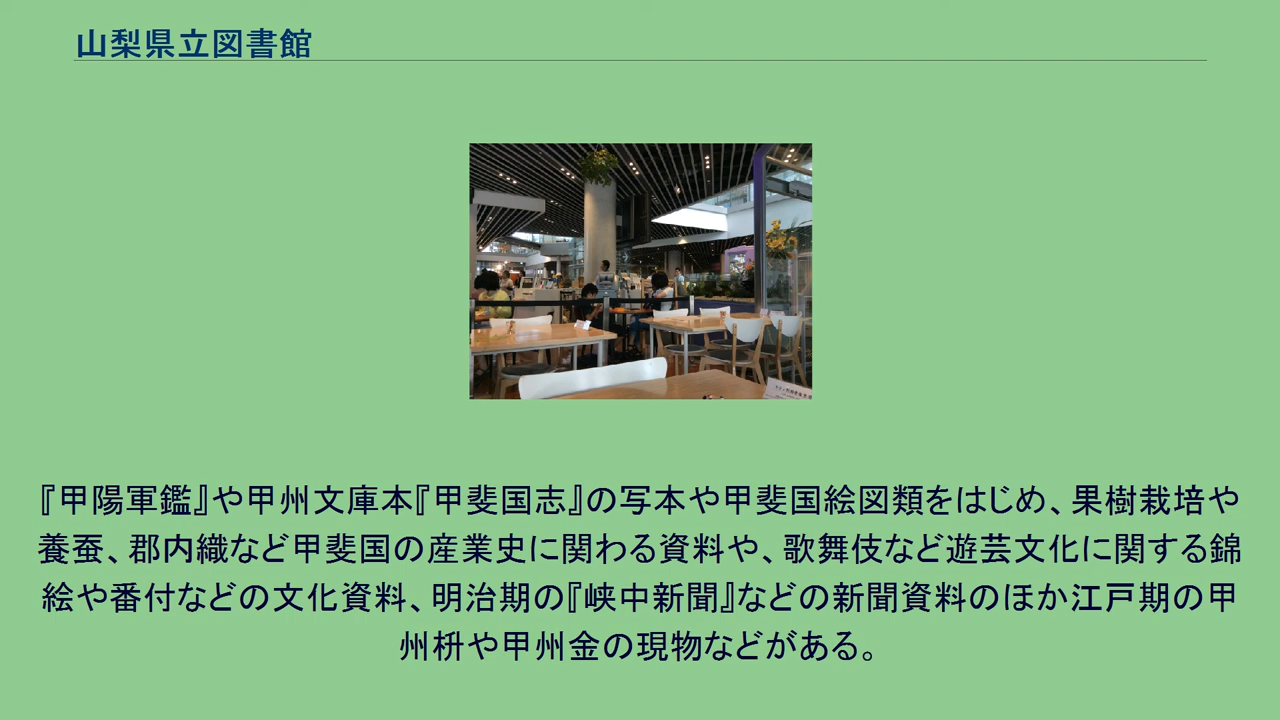 山梨県立図書館
『甲陽軍鑑』や甲州文庫本『甲斐国志』の写本や甲斐国絵図類をはじめ、果樹栽培や
養蚕、郡内織など甲斐国の産業史に関わる資料や、歌舞伎など遊芸文化に関する錦
絵や番付などの文化資料、明治期の『峡中新聞』などの新聞資料のほか江戸期の甲
州枡や甲州金の現物などがある。